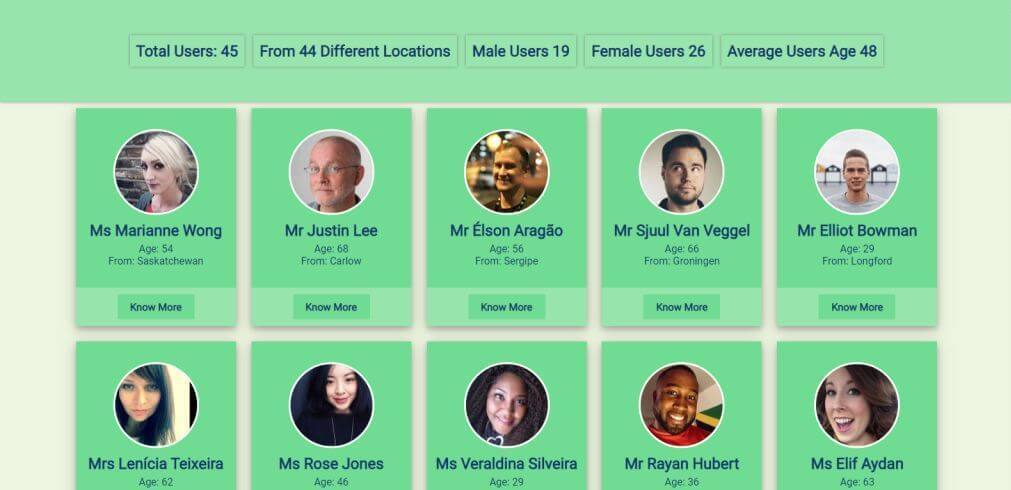 Total Users: 45 From 44 Different Locations Male Users 19 Female Users 26 Average Users Age 48
Ms Marianne Wong
Age: 54
From: Saskatchewan
Know More
Mr Justin Lee
Age: 68
From: Carlow
Know More
Mr Élson Aragão
Age: 56
From: Sergipe
Know More
Mr Sjuul Van Veggel
Age: 66
From: Groningen
Know More
Mr Elliot Bowman
Age: 29
From: Longford
Know More
Mrs Lenícia Teixeira
Age: 62
Ms Rose Jones
Age: 46
Ms Veraldina Silveira
Age: 29
Mr Rayan Hubert
Age: 36
Ms Elif Aydan
Age: 63